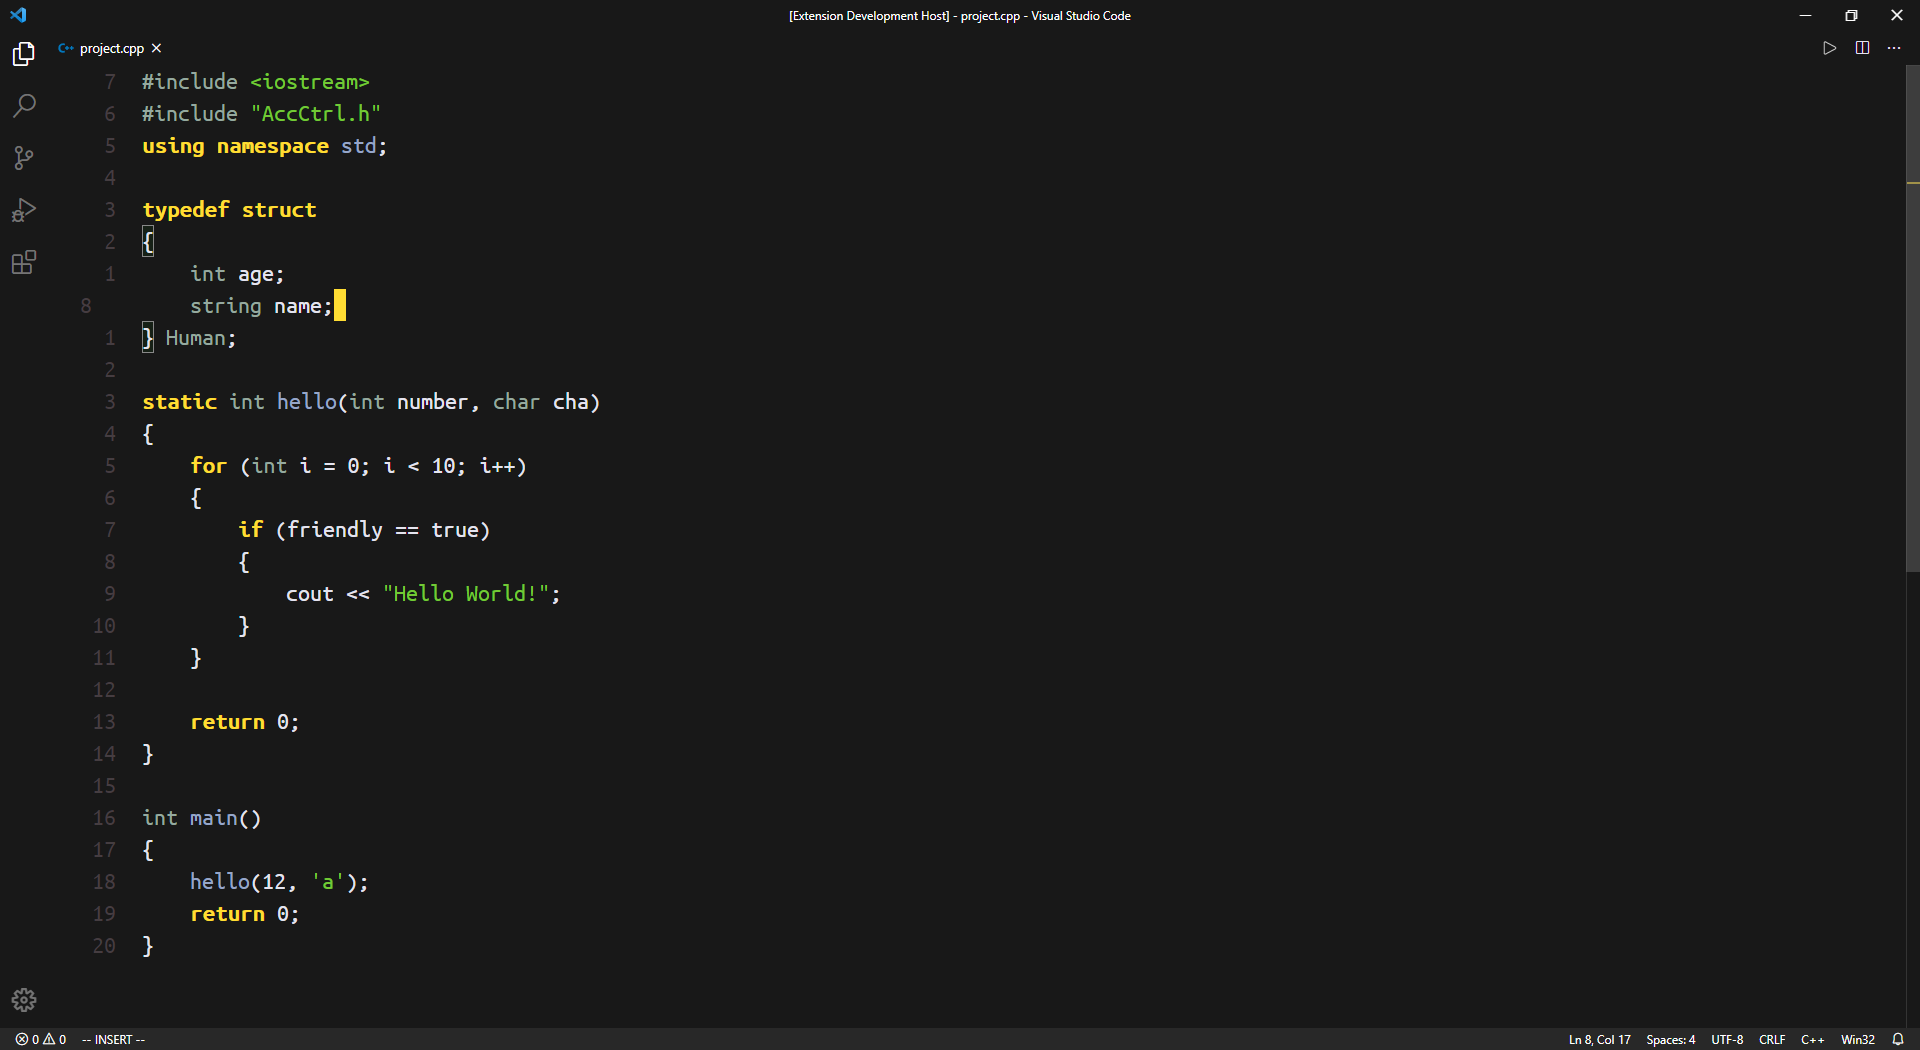 [Extension Development Host] - project.cpp - Visual Studio Code
C++ project.cpp
7 #include <iostream>
6 #include "AccCtrl.h"
5 using namespace std;
4
3 typedef struct
2 {
1     int age;
8     string name;
1 } Human;
2
3 static int hello(int number, char cha)
4 {
5     for (int i = 0; i < 10; i++)
6     {
7         if (friendly == true)
8         {
9             cout << "Hello World!";
10         }
11     }
12
13     return 0;
14 }
15
16 int main()
17 {
18     hello(12, 'a');
19     return 0;
20 }
0 0 -- INSERT -- Ln 8, Col 17 Spaces: 4 UTF-8 CRLF C++ Win32